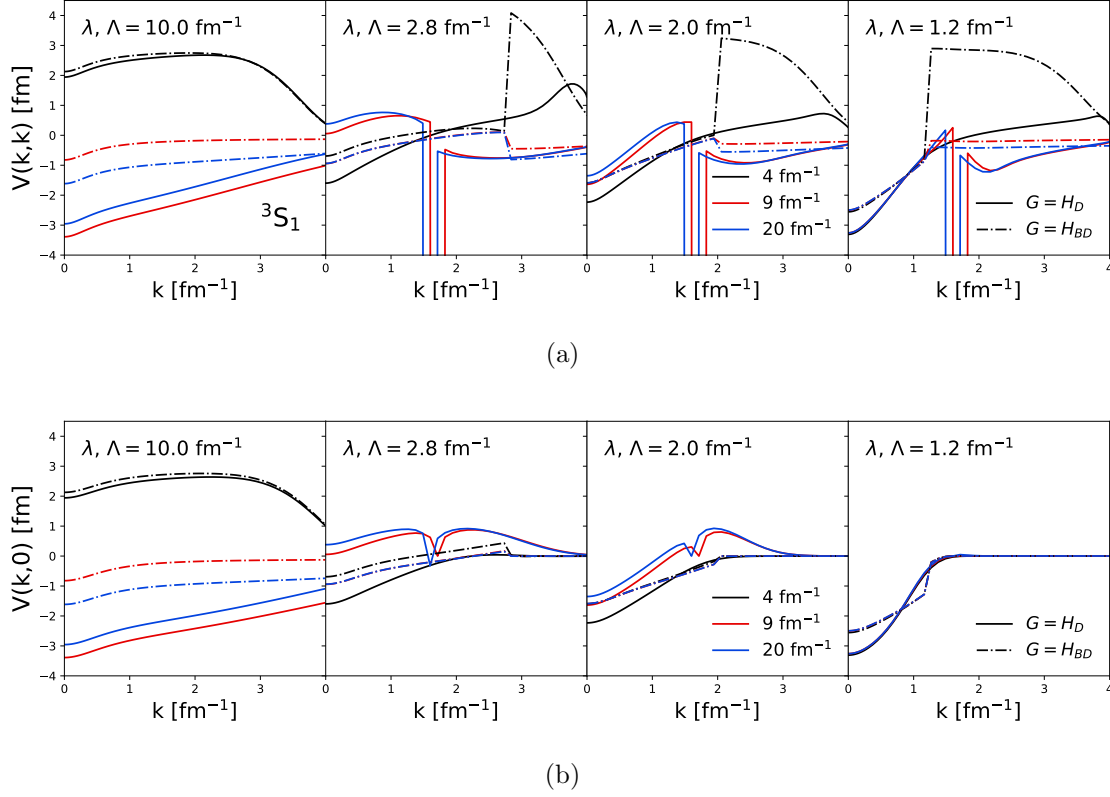 λ, Λ = 10.0 fm⁻¹
λ, Λ = 2.8 fm⁻¹
λ, Λ = 2.0 fm⁻¹
λ, Λ = 1.2 fm⁻¹
V(k,k) [fm]
4
3
2
1
0
−1
−2
−3
−4
³S₁
4 fm⁻¹
9 fm⁻¹
20 fm⁻¹
G = H_D
G = H_BD
0 1 2 3 0 1 2 3 0 1 2 3 0 1 2 3 4
k [fm⁻¹] k [fm⁻¹] k [fm⁻¹] k [fm⁻¹]
(a)
λ, Λ = 10.0 fm⁻¹
λ, Λ = 2.8 fm⁻¹
λ, Λ = 2.0 fm⁻¹
λ, Λ = 1.2 fm⁻¹
V(k,0) [fm]
4
3
2
1
0
−1
−2
−3
−4
4 fm⁻¹
9 fm⁻¹
20 fm⁻¹
G = H_D
G = H_BD
0 1 2 3 0 1 2 3 0 1 2 3 0 1 2 3 4
k [fm⁻¹] k [fm⁻¹] k [fm⁻¹] k [fm⁻¹]
(b)